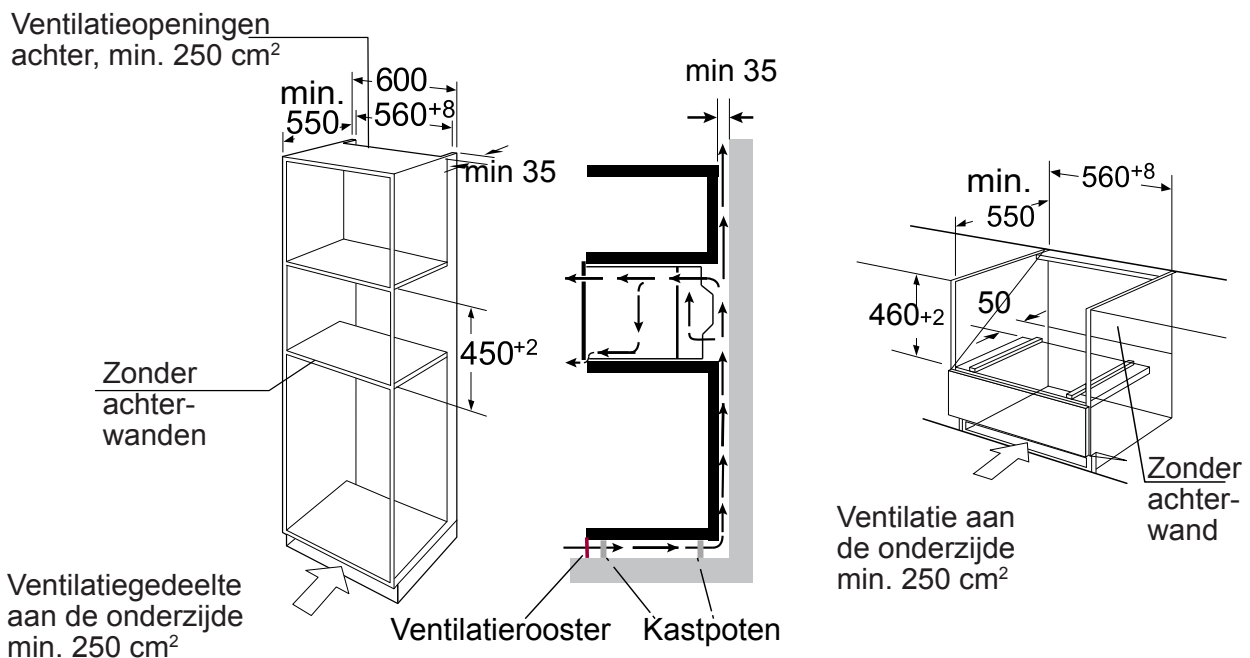 Ventilatieopeningen
achter, min. 250 cm²
600
min.
550
560+8
min 35
450+2
Zonder
achter-
wanden
Ventilatiegedeelte
aan de onderzijde
min. 250 cm²
min 35
Ventilatierooster
Kastpoten
min.
550
560+8
460+2
50
Ventilatie aan
de onderzijde
min. 250 cm²
Zonder
achter-
wand